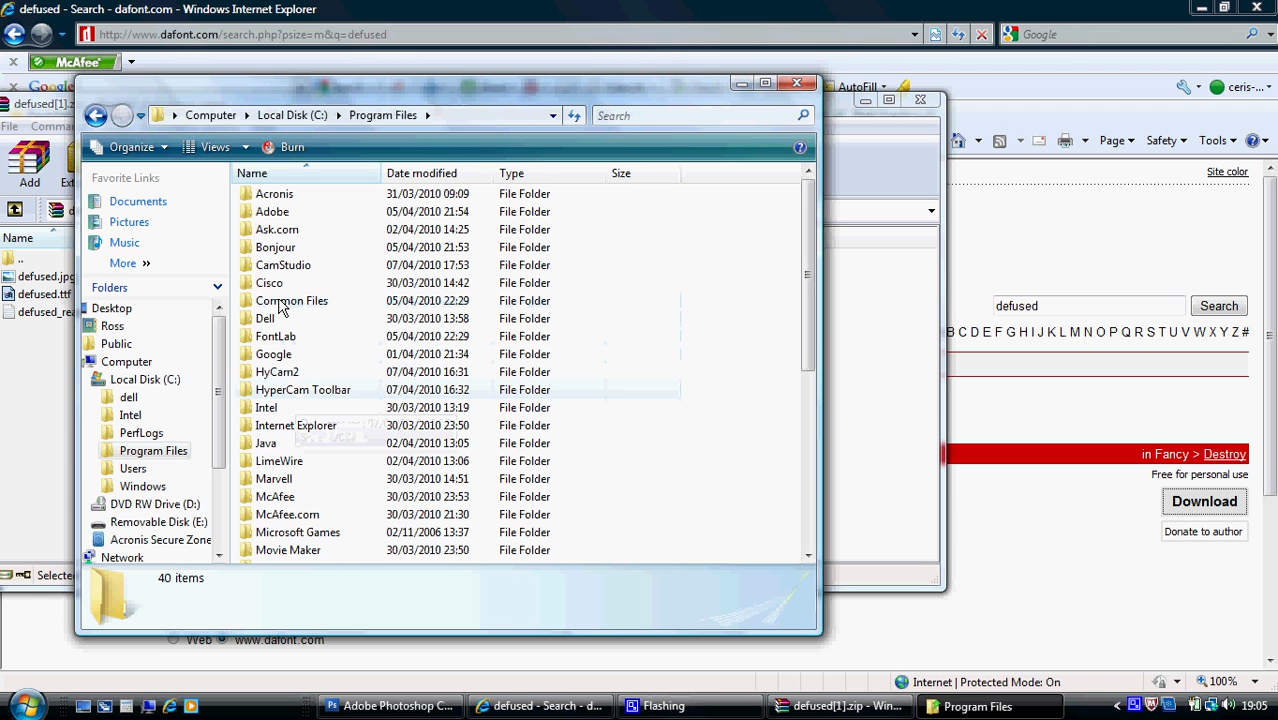 defused - Search - dafont.com - Windows Internet Explorer
http://www.dafont.com/search.php?psize=m&q=defused
Google
McAfee
AutoFill
ceris-
defused[1].z
File Comman
Add
Name
..
defused.jpg
defused.ttf
defused_rea
Selected
Computer Local Disk (C:) Program Files
Search
Organize Views Burn
Favorite Links
Documents
Pictures
Music
More »
Folders
Desktop
Ross
Public
Computer
Local Disk (C:)
dell
Intel
PerfLogs
Program Files
Users
Windows
DVD RW Drive (D:)
Removable Disk (E:)
Acronis Secure Zone
Network
Name Date modified Type Size
Acronis 31/03/2010 09:09 File Folder
Adobe 05/04/2010 21:54 File Folder
Ask.com 02/04/2010 14:25 File Folder
Bonjour 05/04/2010 21:53 File Folder
CamStudio 07/04/2010 17:53 File Folder
Cisco 30/03/2010 14:42 File Folder
Common Files 05/04/2010 22:29 File Folder
Dell 30/03/2010 13:58 File Folder
FontLab 05/04/2010 22:29 File Folder
Google 01/04/2010 21:34 File Folder
HyCam2 07/04/2010 16:31 File Folder
HyperCam Toolbar 07/04/2010 16:32 File Folder
Intel 30/03/2010 13:19 File Folder
Internet Explorer 30/03/2010 23:50 File Folder
Java 02/04/2010 13:05 File Folder
LimeWire 02/04/2010 13:06 File Folder
Marvell 30/03/2010 14:51 File Folder
McAfee 30/03/2010 23:53 File Folder
McAfee.com 30/03/2010 21:30 File Folder
Microsoft Games 02/11/2006 13:37 File Folder
Movie Maker 30/03/2010 23:50 File Folder
40 items
Page Safety Tools
Site color
defused Search
B C D E F G H I J K L M N O P Q R S T U V W X Y Z #
in Fancy > Destroy
Free for personal use
Download
Donate to author
Web www.dafont.com
Internet | Protected Mode: On 100%
Adobe Photoshop C...
defused - Search - d...
Flashing
defused[1].zip - Win...
Program Files
19:05